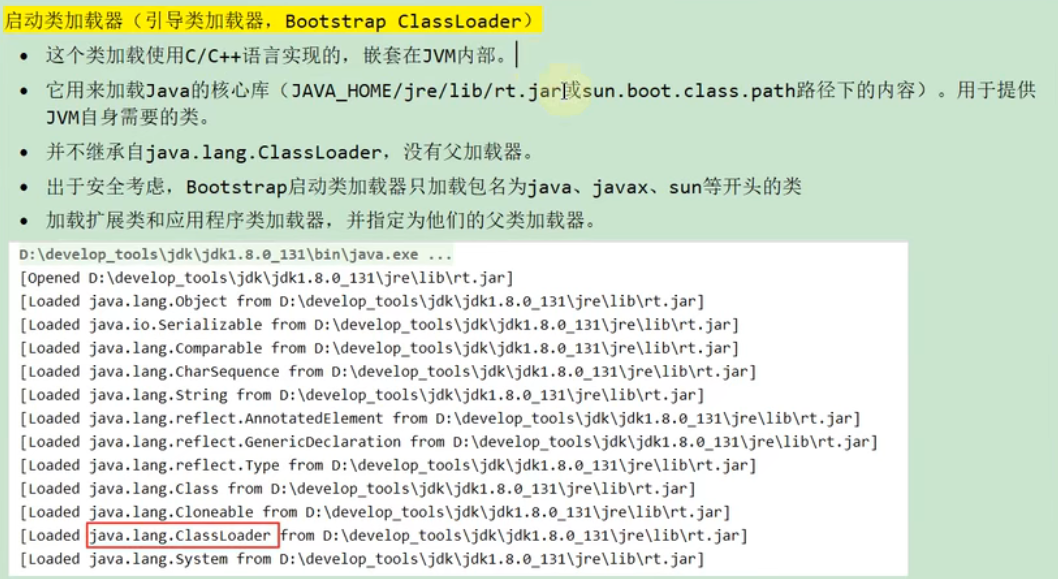 启动类加载器（引导类加载器，Bootstrap ClassLoader）
• 这个类加载使用C/C++语言实现的，嵌套在JVM内部。
• 它用来加载Java的核心库（JAVA_HOME/jre/lib/rt.jar或sun.boot.class.path路径下的内容）。用于提供
JVM自身需要的类。
• 并不继承自java.lang.ClassLoader，没有父加载器。
• 出于安全考虑，Bootstrap启动类加载器只加载包名为java、javax、sun等开头的类
• 加载扩展类和应用程序类加载器，并指定为他们的父类加载器。
D:\develop_tools\jdk\jdk1.8.0_131\bin\java.exe ...
[Opened D:\develop_tools\jdk\jdk1.8.0_131\jre\lib\rt.jar]
[Loaded java.lang.Object from D:\develop_tools\jdk\jdk1.8.0_131\jre\lib\rt.jar]
[Loaded java.io.Serializable from D:\develop_tools\jdk\jdk1.8.0_131\jre\lib\rt.jar]
[Loaded java.lang.Comparable from D:\develop_tools\jdk\jdk1.8.0_131\jre\lib\rt.jar]
[Loaded java.lang.CharSequence from D:\develop_tools\jdk\jdk1.8.0_131\jre\lib\rt.jar]
[Loaded java.lang.String from D:\develop_tools\jdk\jdk1.8.0_131\jre\lib\rt.jar]
[Loaded java.lang.reflect.AnnotatedElement from D:\develop_tools\jdk\jdk1.8.0_131\jre\lib\rt.jar]
[Loaded java.lang.reflect.GenericDeclaration from D:\develop_tools\jdk\jdk1.8.0_131\jre\lib\rt.jar]
[Loaded java.lang.reflect.Type from D:\develop_tools\jdk\jdk1.8.0_131\jre\lib\rt.jar]
[Loaded java.lang.Class from D:\develop_tools\jdk\jdk1.8.0_131\jre\lib\rt.jar]
[Loaded java.lang.Cloneable from D:\develop_tools\jdk\jdk1.8.0_131\jre\lib\rt.jar]
[Loaded java.lang.ClassLoader from D:\develop_tools\jdk\jdk1.8.0_131\jre\lib\rt.jar]
[Loaded java.lang.System from D:\develop_tools\jdk\jdk1.8.0_131\jre\lib\rt.jar]